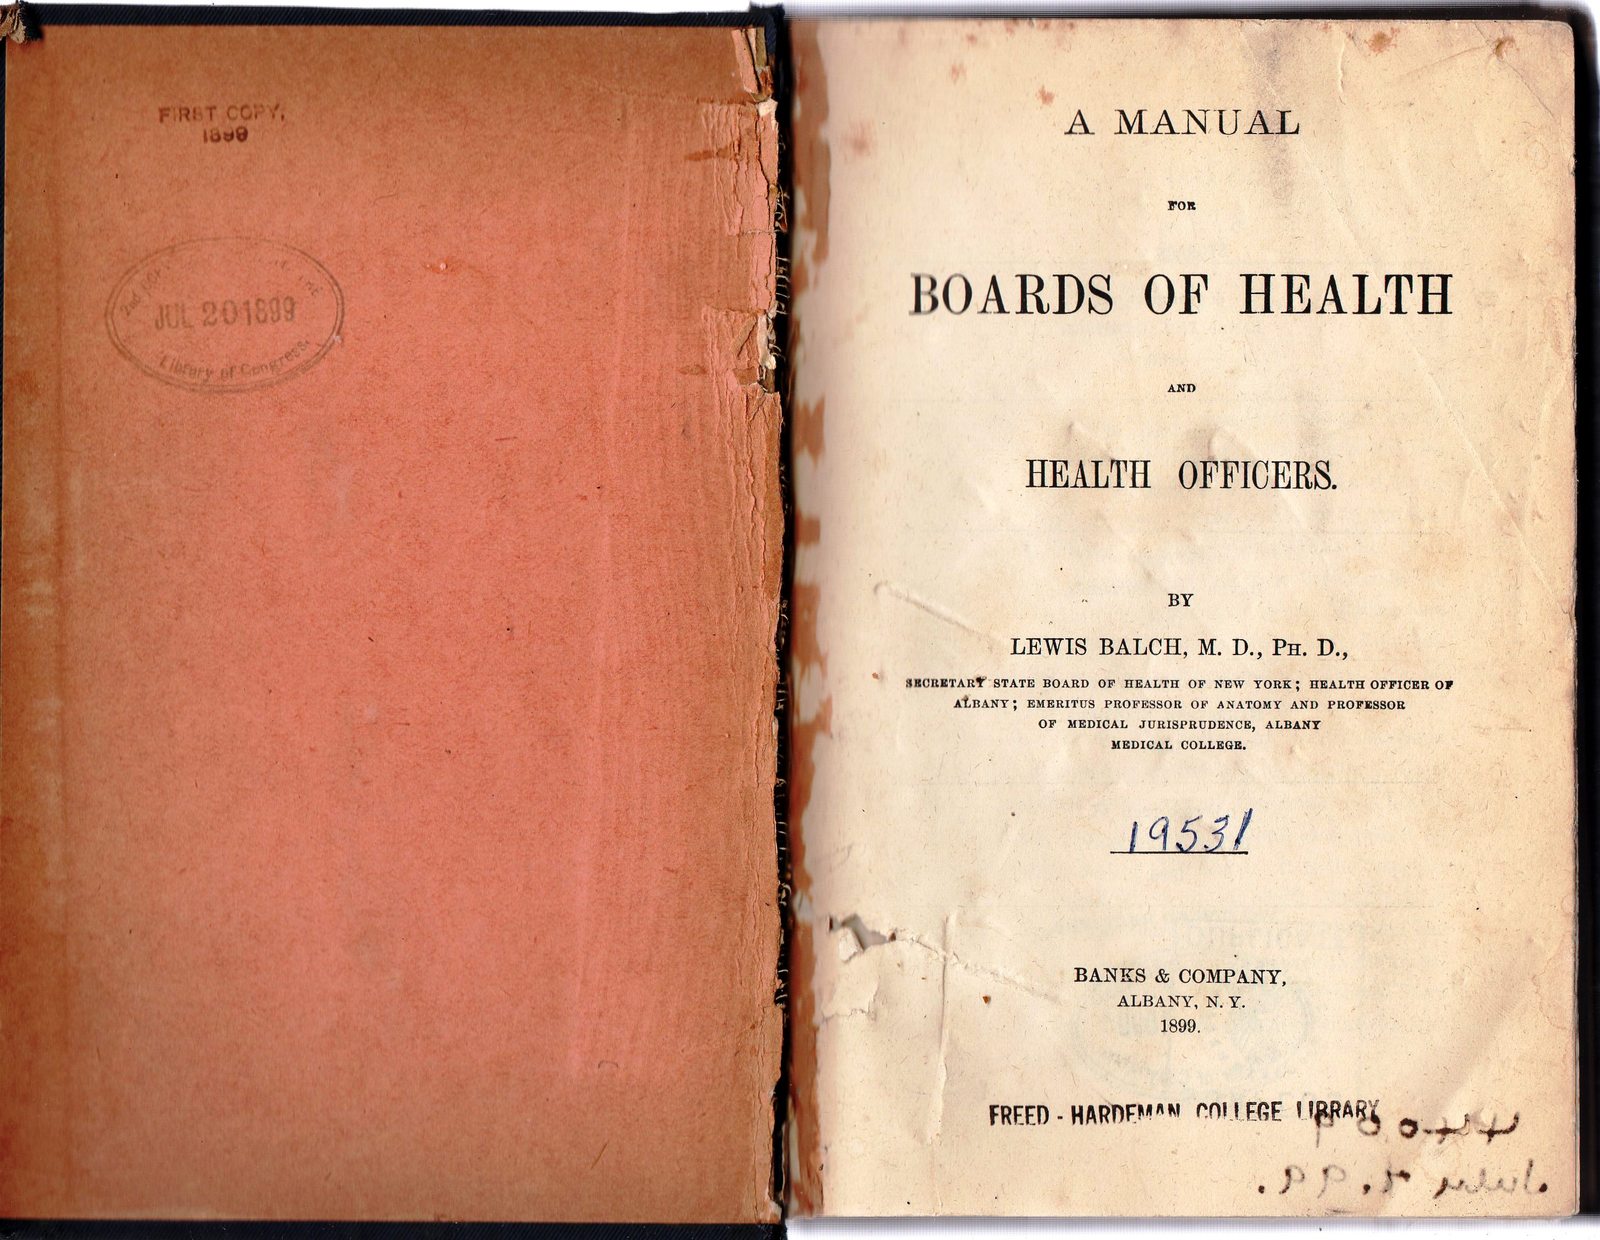 FIRST COPY,
1899
2nd COPY
JUL 20 1899
Library of Congress.
A MANUAL
FOR
BOARDS OF HEALTH
AND
HEALTH OFFICERS.
BY
LEWIS BALCH, M. D., PH. D.,
SECRETARY STATE BOARD OF HEALTH OF NEW YORK; HEALTH OFFICER OF
ALBANY; EMERITUS PROFESSOR OF ANATOMY AND PROFESSOR
OF MEDICAL JURISPRUDENCE, ALBANY
MEDICAL COLLEGE.
19531
BANKS & COMPANY,
ALBANY, N. Y.
1899.
FREED-HARDEMAN COLLEGE LIBRARY